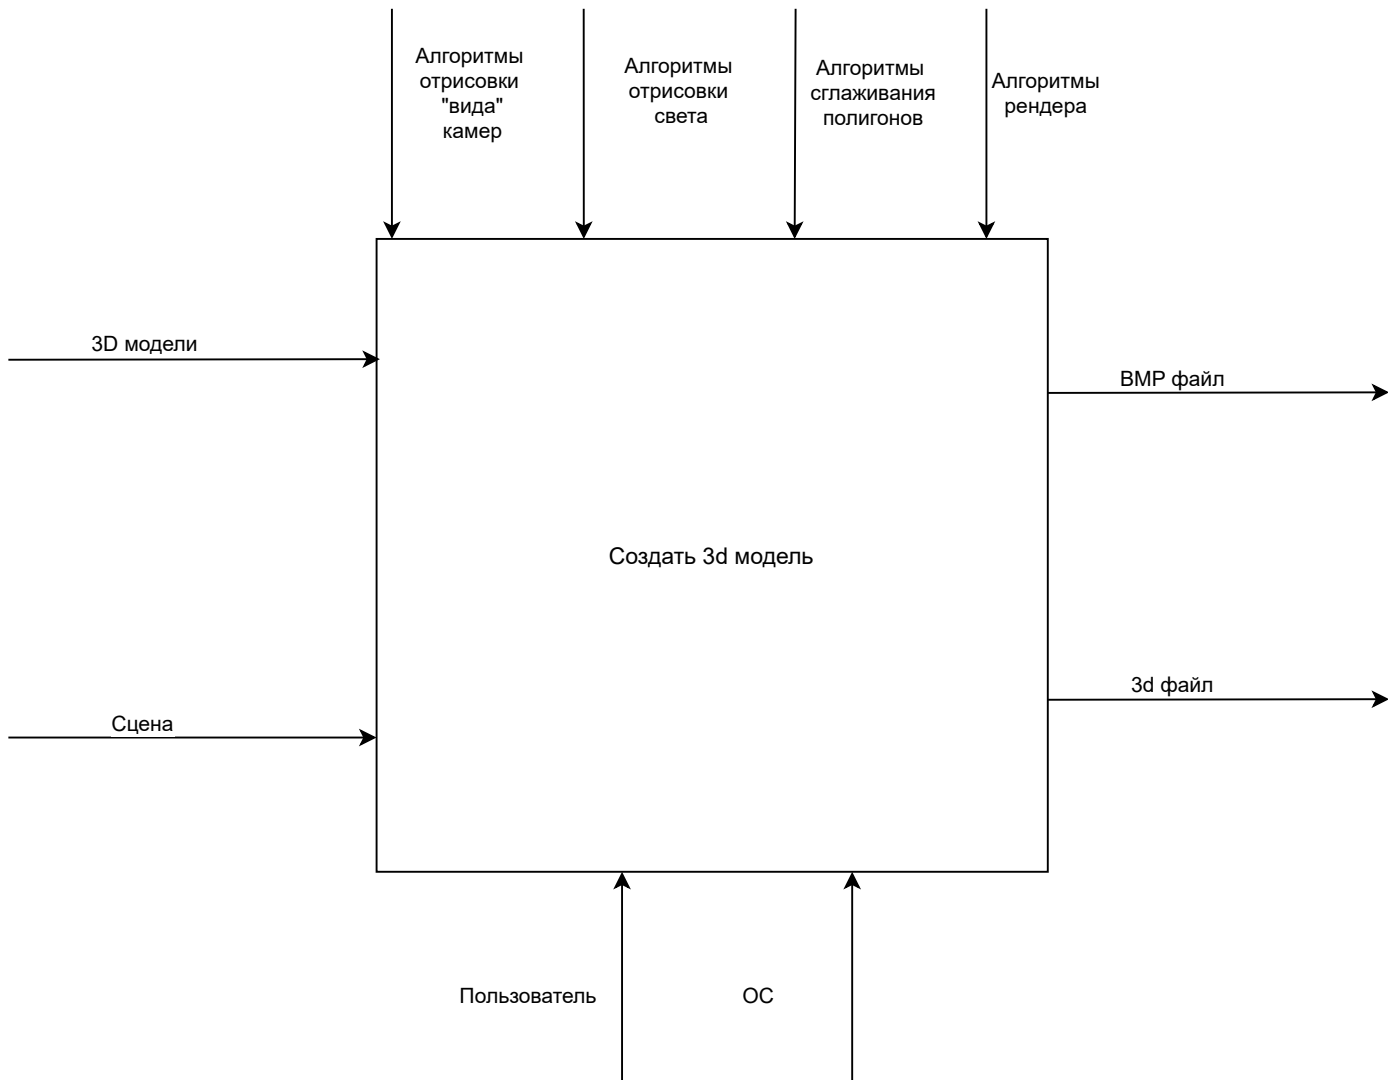 Алгоритмы
отрисовки
"вида"
камер
Алгоритмы
отрисовки
света
Алгоритмы
сглаживания
полигонов
Алгоритмы
рендера
3D модели
BMP файл
Создать 3d модель
3d файл
Сцена
Пользователь
ОС